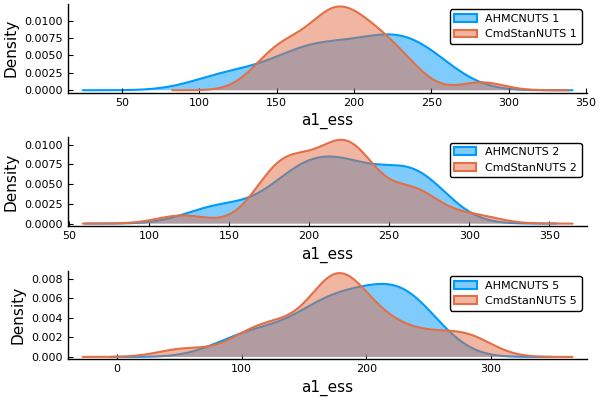 0.0100
0.0075
0.0050
0.0025
0.0000
Density
AHMCNUTS 1
CmdStanNUTS 1
50 100 150 200 250 300 350
a1_ess
0.0100
0.0075
0.0050
0.0025
0.0000
Density
AHMCNUTS 2
CmdStanNUTS 2
50 100 150 200 250 300 350
a1_ess
0.008
0.006
0.004
0.002
0.000
Density
AHMCNUTS 5
CmdStanNUTS 5
0 100 200 300
a1_ess